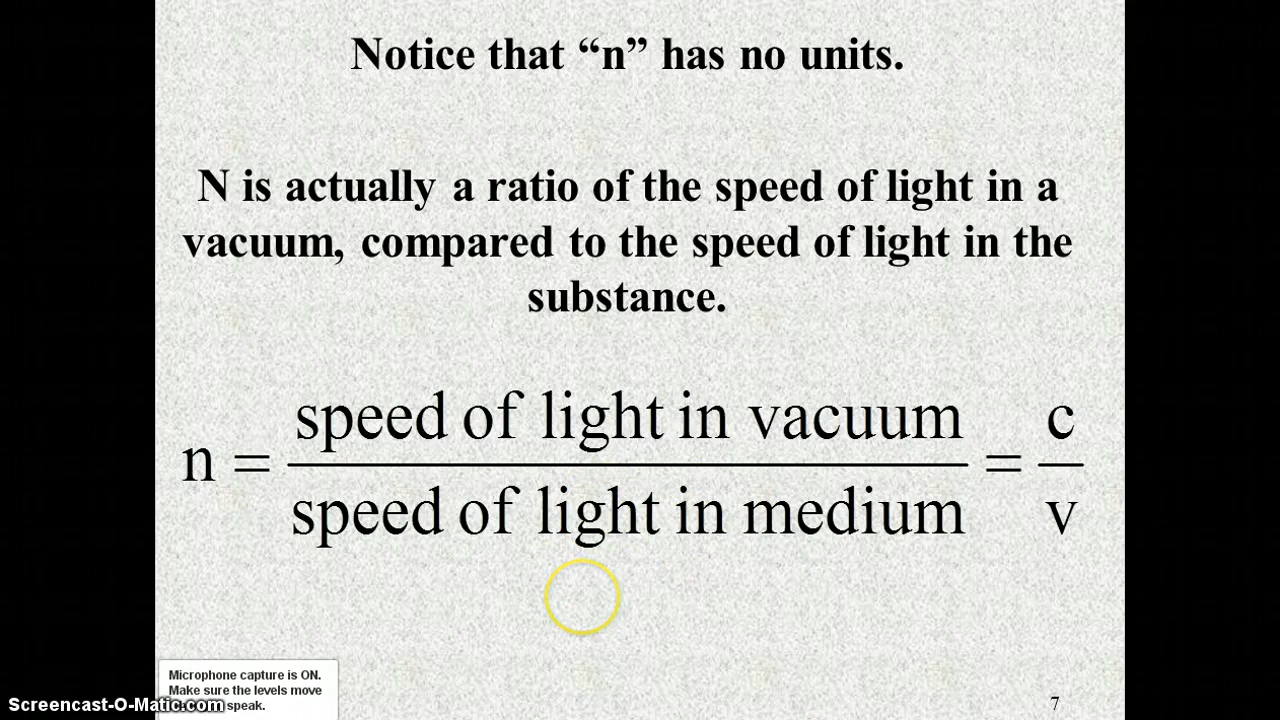 Notice that “n” has no units.
N is actually a ratio of the speed of light in a
vacuum, compared to the speed of light in the
substance.
n = speed of light in vacuum / speed of light in medium = c / v
Microphone capture is ON.
Make sure the levels move
speak.
Screencast-O-Matic.com
7